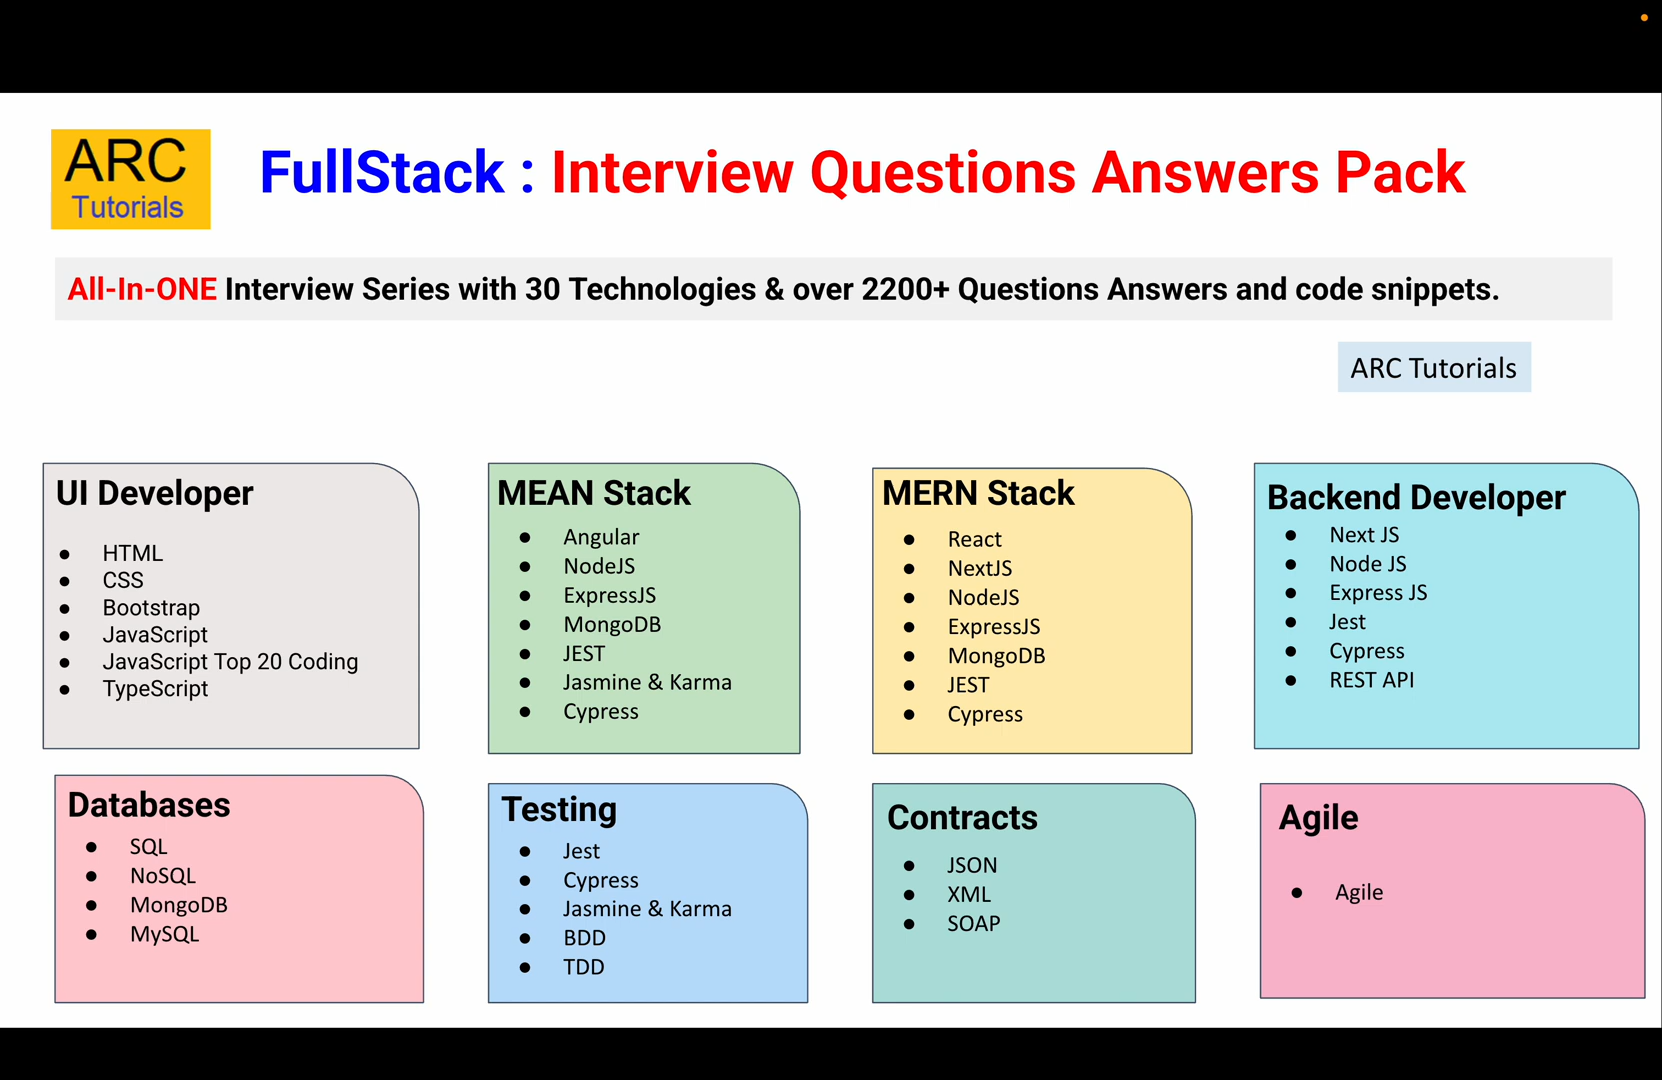 ARC
Tutorials
FullStack : Interview Questions Answers Pack
All-In-ONE Interview Series with 30 Technologies & over 2200+ Questions Answers and code snippets.
ARC Tutorials
UI Developer
● HTML
● CSS
● Bootstrap
● JavaScript
● JavaScript Top 20 Coding
● TypeScript
MEAN Stack
● Angular
● NodeJS
● ExpressJS
● MongoDB
● JEST
● Jasmine & Karma
● Cypress
MERN Stack
● React
● NextJS
● NodeJS
● ExpressJS
● MongoDB
● JEST
● Cypress
Backend Developer
● Next JS
● Node JS
● Express JS
● Jest
● Cypress
● REST API
Databases
● SQL
● NoSQL
● MongoDB
● MySQL
Testing
● Jest
● Cypress
● Jasmine & Karma
● BDD
● TDD
Contracts
● JSON
● XML
● SOAP
Agile
● Agile